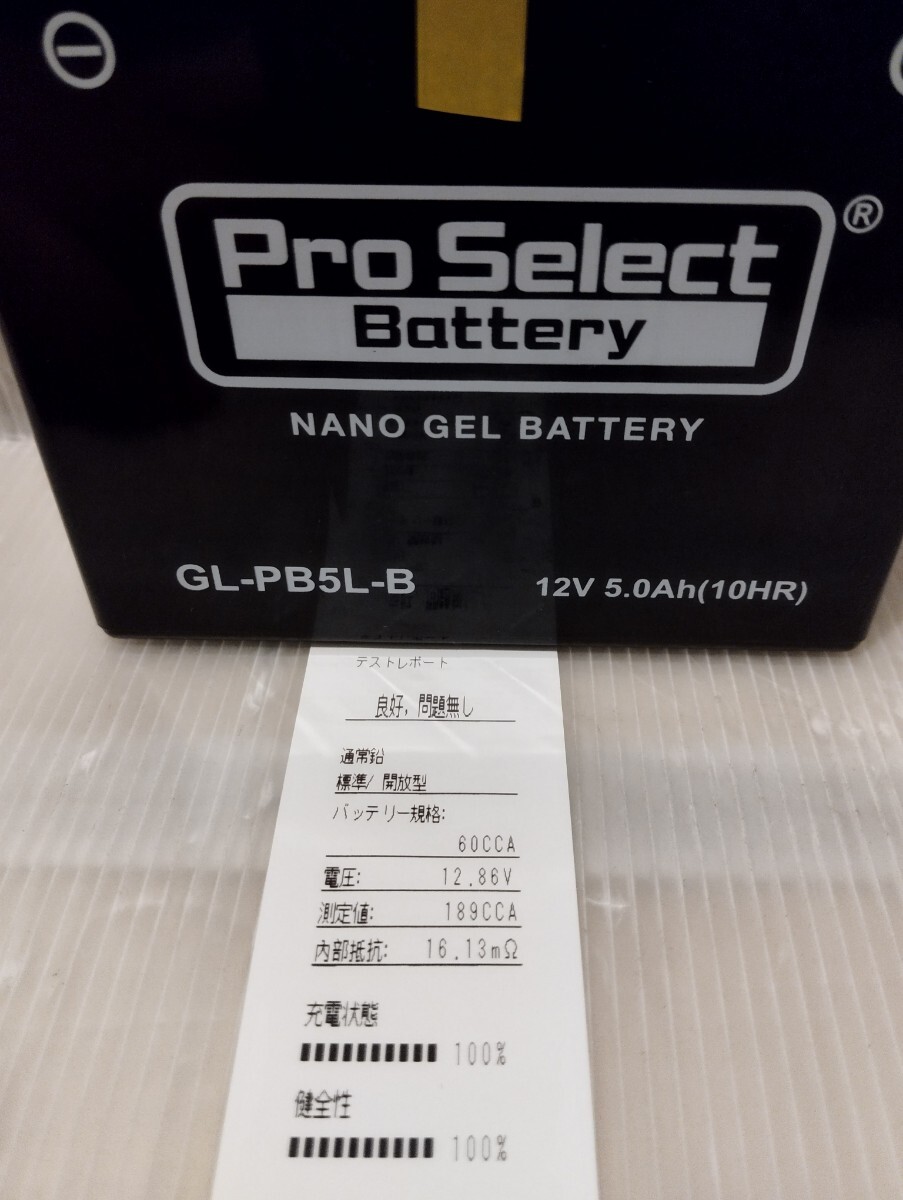 Pro Select
®
Battery
NANO GEL BATTERY
GL-PB5L-B 12V 5.0Ah(10HR)
テストレポート
良好, 問題無し
通常鉛
標準/ 開放型
バッテリー規格:
60CCA
電圧: 12.86V
測定値: 189CCA
内部抵抗: 16.13mΩ
充電状態
100%
健全性
100%